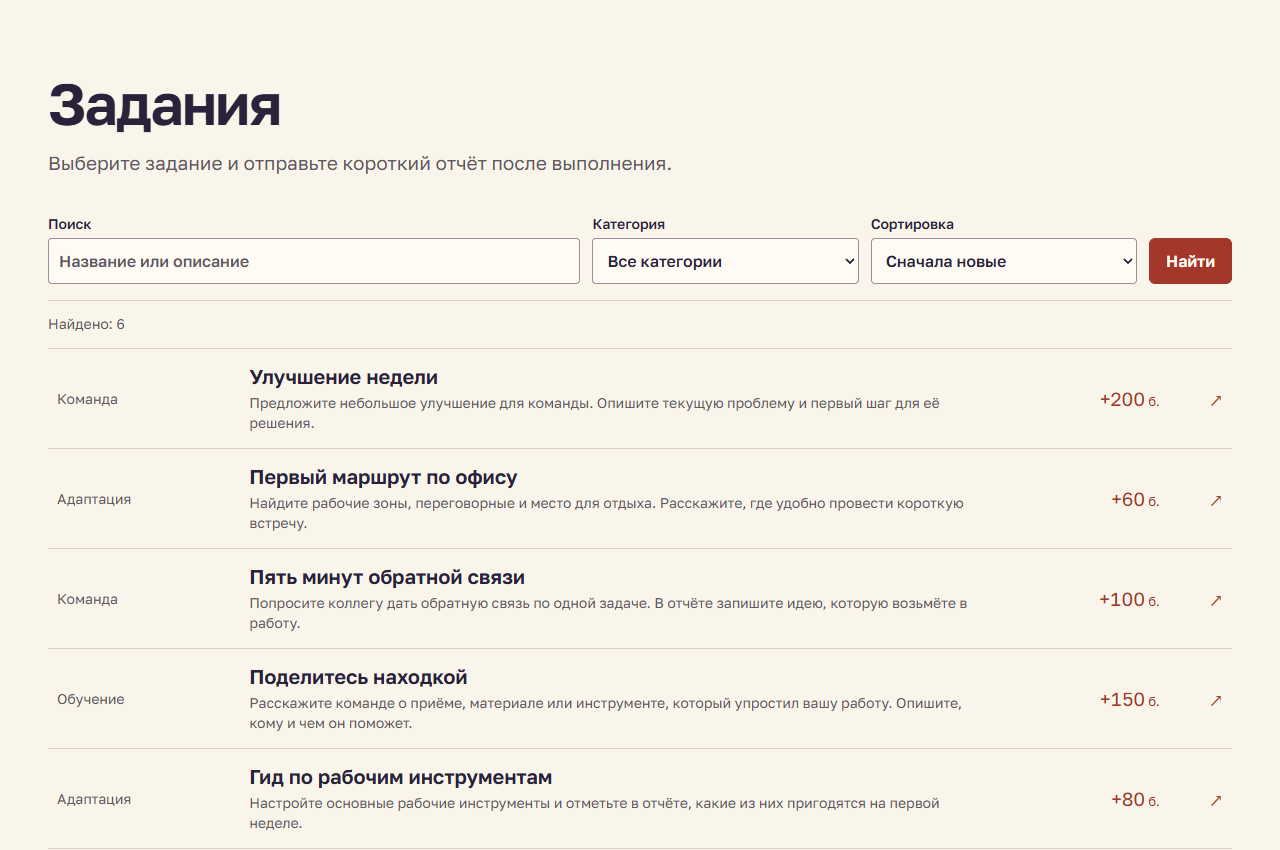 Задания
Выберите задание и отправьте короткий отчёт после выполнения.
Поиск
Категория
Сортировка
Название или описание
Все категории
Сначала новые
Найти
Найдено: 6
Команда
Улучшение недели
Предложите небольшое улучшение для команды. Опишите текущую проблему и первый шаг для её
решения.
+200 б.
↗
Адаптация
Первый маршрут по офису
Найдите рабочие зоны, переговорные и место для отдыха. Расскажите, где удобно провести короткую
встречу.
+60 б.
↗
Команда
Пять минут обратной связи
Попросите коллегу дать обратную связь по одной задаче. В отчёте запишите идею, которую возьмёте в
работу.
+100 б.
↗
Обучение
Поделитесь находкой
Расскажите команде о приёме, материале или инструменте, который упростил вашу работу. Опишите,
кому и чем он поможет.
+150 б.
↗
Адаптация
Гид по рабочим инструментам
Настройте основные рабочие инструменты и отметьте в отчёте, какие из них пригодятся на первой
неделе.
+80 б.
↗